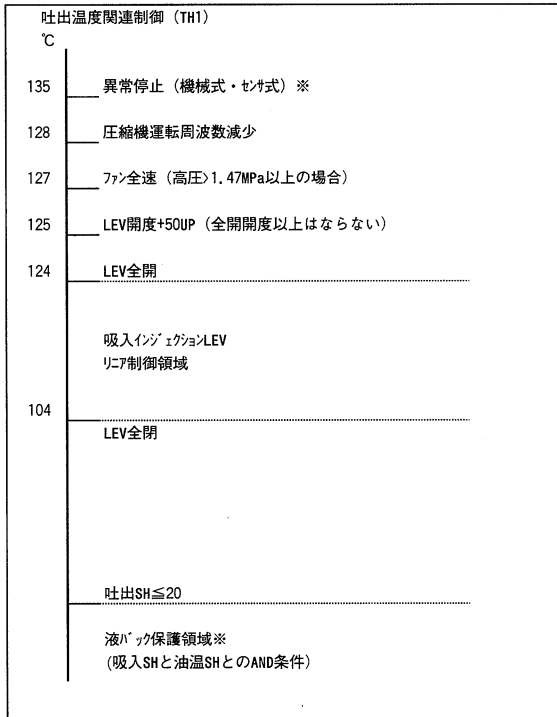 吐出温度関連制御（TH1）
℃
135 異常停止（機械式・ｾﾝｻ式）※
128 圧縮機運転周波数減少
127 ﾌｧﾝ全速（高圧>1.47MPa以上の場合）
125 LEV開度+50UP（全開開度以上はならない）
124 LEV全開
吸入ｲﾝｼﾞｪｸｼｮﾝLEV
ﾘﾆｱ制御領域
104
LEV全閉
吐出SH≦20
液ﾊﾞｯｸ保護領域※
(吸入SHと油温SHとのAND条件)